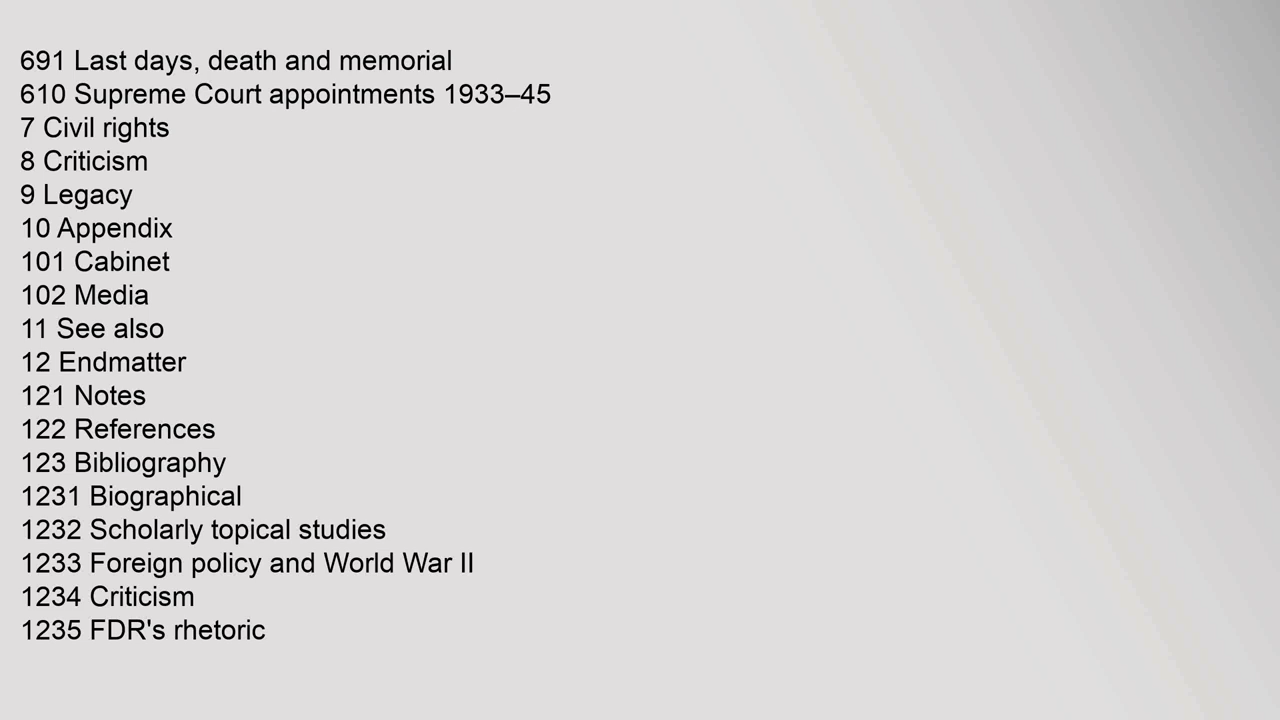 691 Last days, death and memorial
610 Supreme Court appointments 1933–45
7 Civil rights
8 Criticism
9 Legacy
10 Appendix
101 Cabinet
102 Media
11 See also
12 Endmatter
121 Notes
122 References
123 Bibliography
1231 Biographical
1232 Scholarly topical studies
1233 Foreign policy and World War II
1234 Criticism
1235 FDR's rhetoric